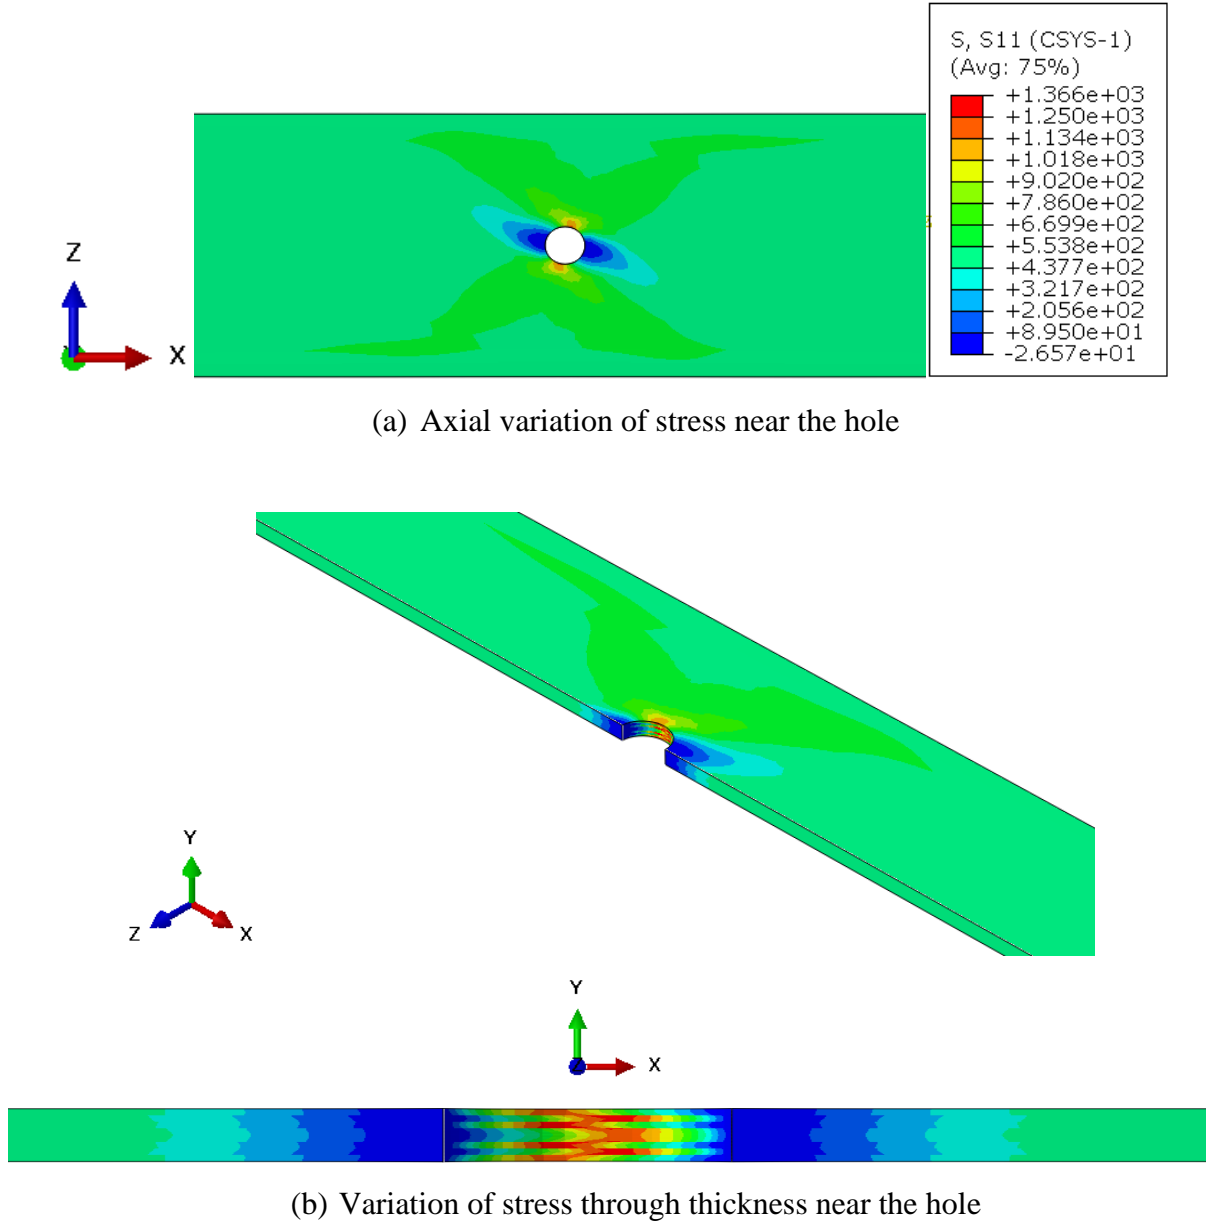 S, S11 (CSYS-1)
(Avg: 75%)
+1.366e+03
+1.250e+03
+1.134e+03
+1.018e+03
+9.020e+02
+7.860e+02
+6.699e+02
+5.538e+02
+4.377e+02
+3.217e+02
+2.056e+02
+8.950e+01
-2.657e+01
Z
X
(a) Axial variation of stress near the hole
Y
Z
X
Y
Z
X
(b) Variation of stress through thickness near the hole